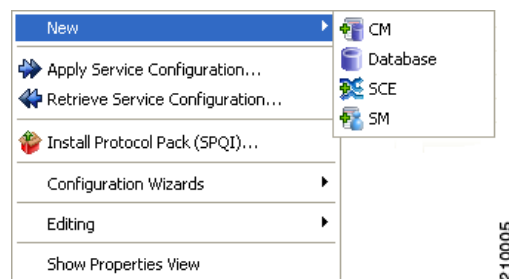 New
CM
Database
SCE
SM
Apply Service Configuration...
Retrieve Service Configuration...
Install Protocol Pack (SPQI)...
Configuration Wizards
Editing
Show Properties View
210005